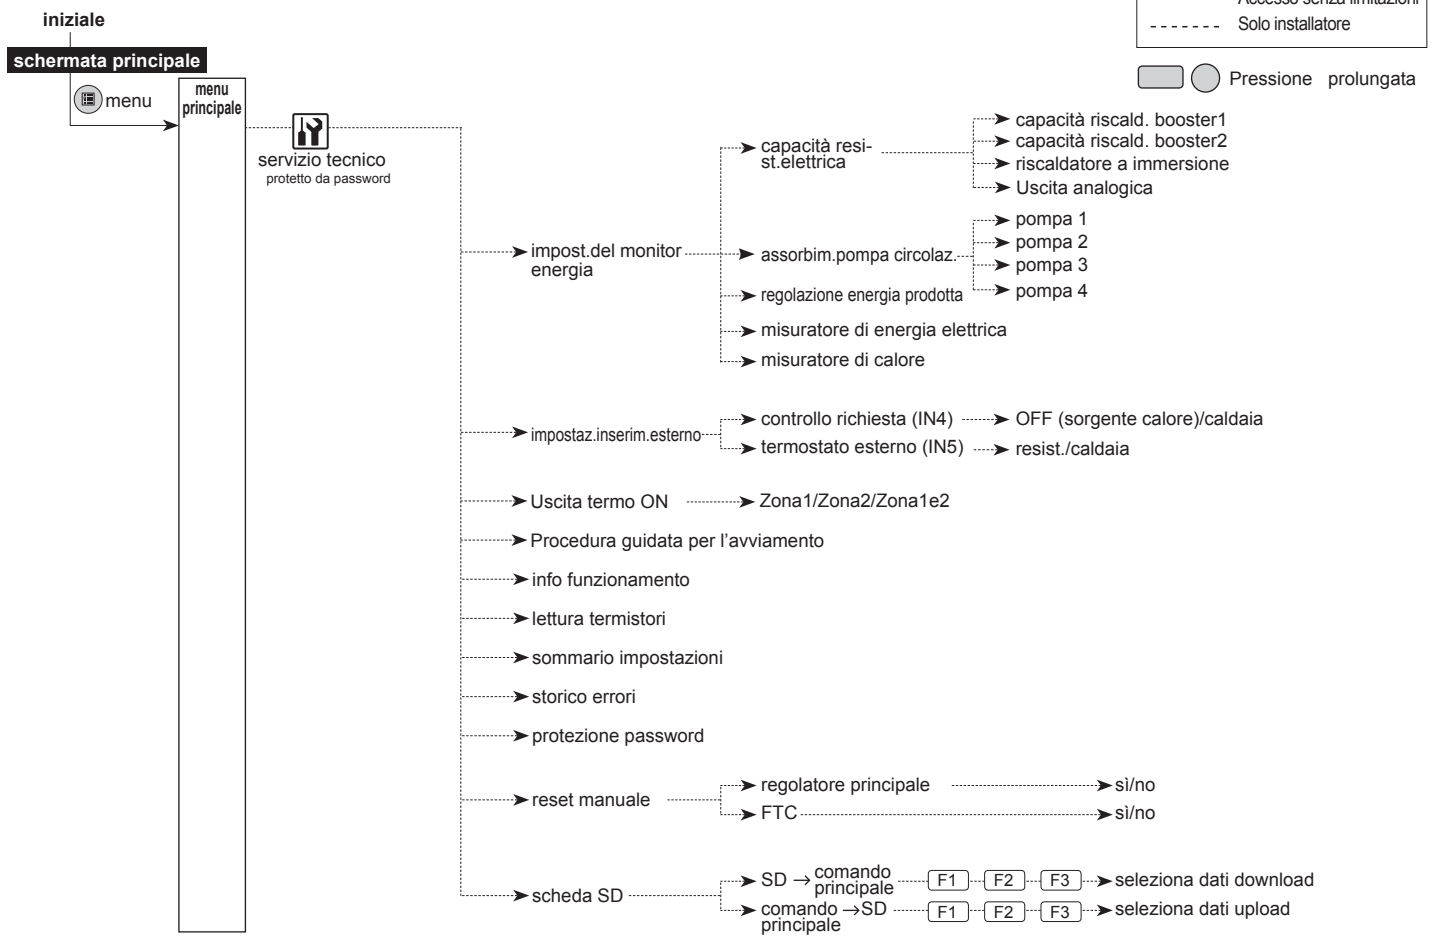 Accesso senza limitazioni
Solo installatore
Pressione prolungata
iniziale
schermata principale
menu
menu
principale
servizio tecnico
protetto da password
impost.del monitor
energia
capacità resi-
st.elettrica
capacità riscald. booster1
capacità riscald. booster2
riscaldatore a immersione
Uscita analogica
assorbim.pompa circolaz.
pompa 1
pompa 2
pompa 3
pompa 4
regolazione energia prodotta
misuratore di energia elettrica
misuratore di calore
impostaz.inserim.esterno
controllo richiesta (IN4)
OFF (sorgente calore)/caldaia
termostato esterno (IN5)
resist./caldaia
Uscita termo ON
Zona1/Zona2/Zona1e2
Procedura guidata per l’avviamento
info funzionamento
lettura termistori
sommario impostazioni
storico errori
protezione password
reset manuale
regolatore principale
sì/no
FTC
sì/no
scheda SD
SD → comando
principale
F1 F2 F3
seleziona dati download
comando →SD
principale
F1 F2 F3
seleziona dati upload